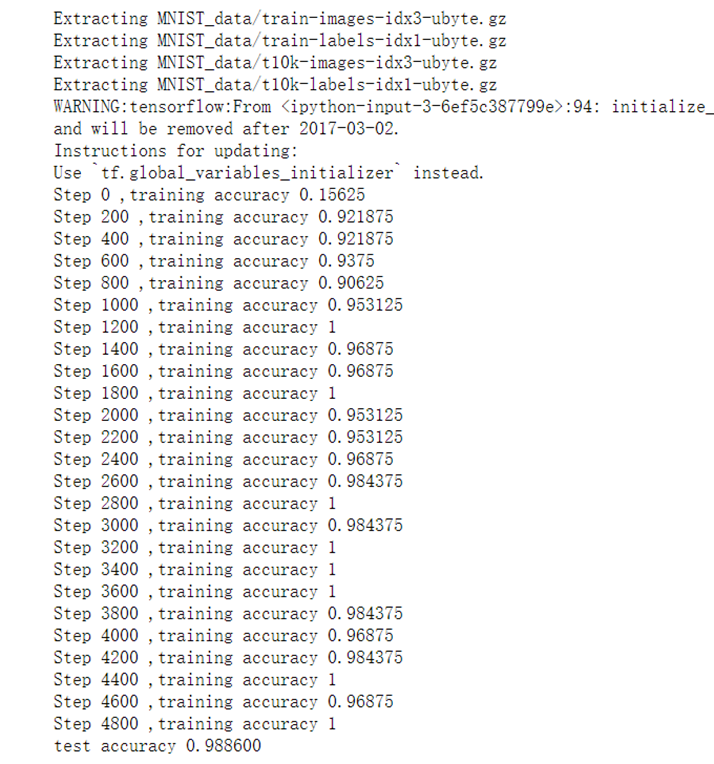 Extracting MNIST_data/train-images-idx3-ubyte.gz
Extracting MNIST_data/train-labels-idx1-ubyte.gz
Extracting MNIST_data/t10k-images-idx3-ubyte.gz
Extracting MNIST_data/t10k-labels-idx1-ubyte.gz
WARNING:tensorflow:From <ipython-input-3-6ef5c387799e>:94: initialize_
and will be removed after 2017-03-02.
Instructions for updating:
Use `tf.global_variables_initializer` instead.
Step 0 ,training accuracy 0.15625
Step 200 ,training accuracy 0.921875
Step 400 ,training accuracy 0.921875
Step 600 ,training accuracy 0.9375
Step 800 ,training accuracy 0.90625
Step 1000 ,training accuracy 0.953125
Step 1200 ,training accuracy 1
Step 1400 ,training accuracy 0.96875
Step 1600 ,training accuracy 0.96875
Step 1800 ,training accuracy 1
Step 2000 ,training accuracy 0.953125
Step 2200 ,training accuracy 0.953125
Step 2400 ,training accuracy 0.96875
Step 2600 ,training accuracy 0.984375
Step 2800 ,training accuracy 1
Step 3000 ,training accuracy 0.984375
Step 3200 ,training accuracy 1
Step 3400 ,training accuracy 1
Step 3600 ,training accuracy 1
Step 3800 ,training accuracy 0.984375
Step 4000 ,training accuracy 0.96875
Step 4200 ,training accuracy 0.984375
Step 4400 ,training accuracy 1
Step 4600 ,training accuracy 0.96875
Step 4800 ,training accuracy 1
test accuracy 0.988600